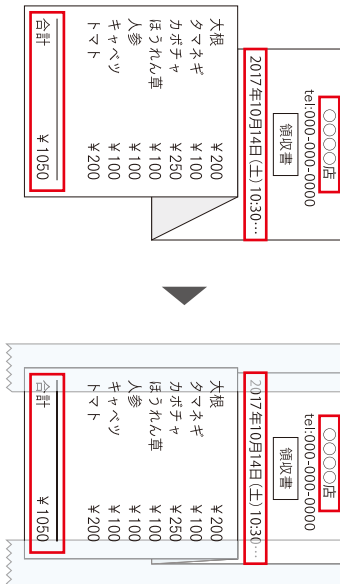 ○○○○店
tel:000-000-0000
領収書
2017年10月14日(土)10:30…
大根 ¥200
タマネギ ¥100
カボチャ ¥250
ほうれん草 ¥100
人参 ¥100
キャベツ ¥100
トマト ¥200
合計 ¥1050
○○○○店
tel:000-000-0000
領収書
2017年10月14日(土)10:30…
大根 ¥200
タマネギ ¥100
カボチャ ¥250
ほうれん草 ¥100
人参 ¥100
キャベツ ¥100
トマト ¥200
合計 ¥1050